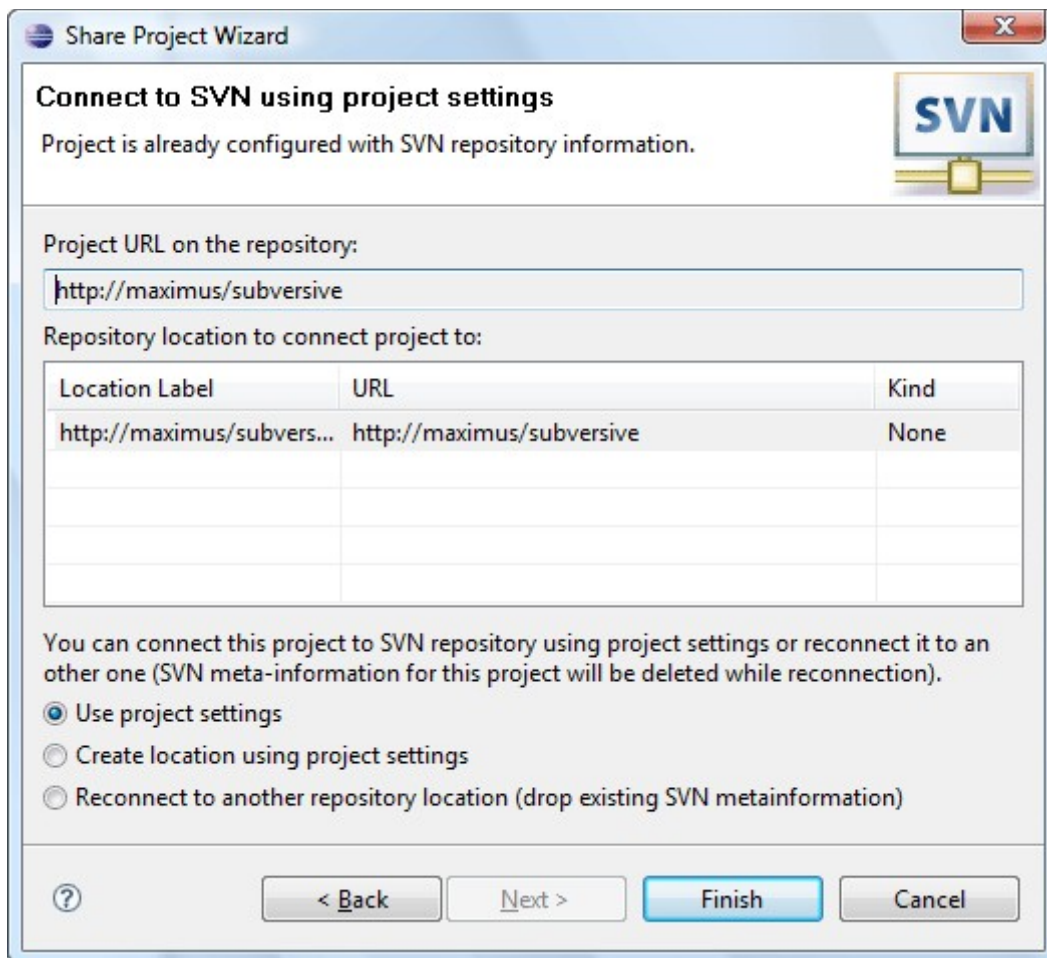 Share Project Wizard
Connect to SVN using project settings
Project is already configured with SVN repository information.
SVN
Project URL on the repository:
http://maximus/subversive
Repository location to connect project to:
Location Label URL Kind
http://maximus/subvers... http://maximus/subversive None
You can connect this project to SVN repository using project settings or reconnect it to an
other one (SVN meta-information for this project will be deleted while reconnection).
Use project settings
Create location using project settings
Reconnect to another repository location (drop existing SVN metainformation)
? < Back Next > Finish Cancel